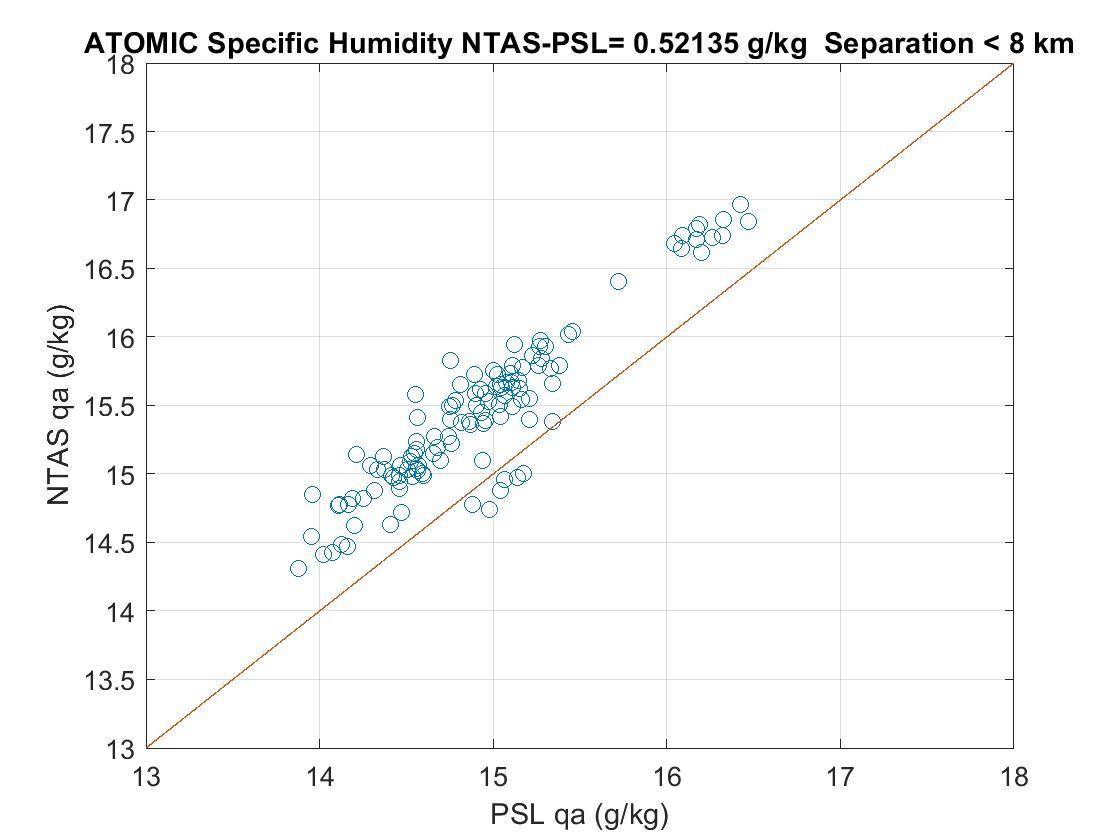 ATOMIC Specific Humidity NTAS-PSL= 0.52135 g/kg  Separation < 8 km
18
17.5
17
16.5
16
15.5
15
14.5
14
13.5
13
NTAS qa (g/kg)
13 14 15 16 17 18
PSL qa (g/kg)